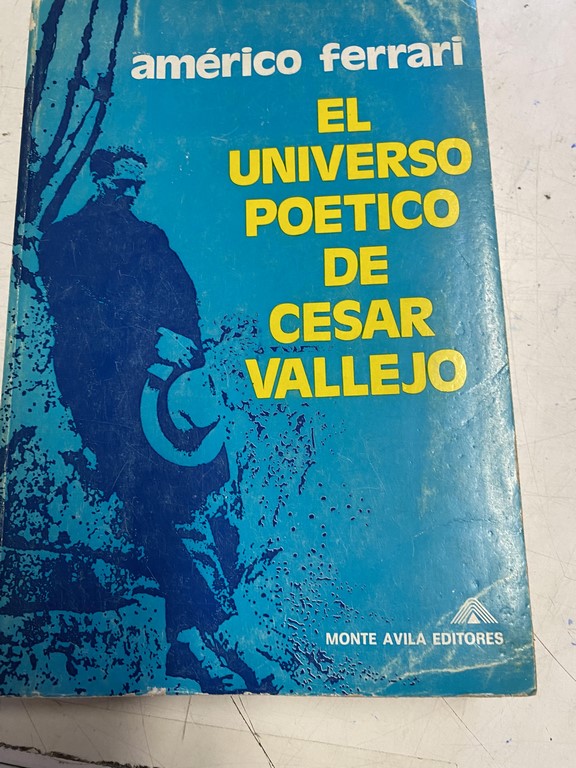 américo ferrari
EL
UNIVERSO
POETICO
DE
CESAR
VALLEJO
MONTE AVILA EDITORES